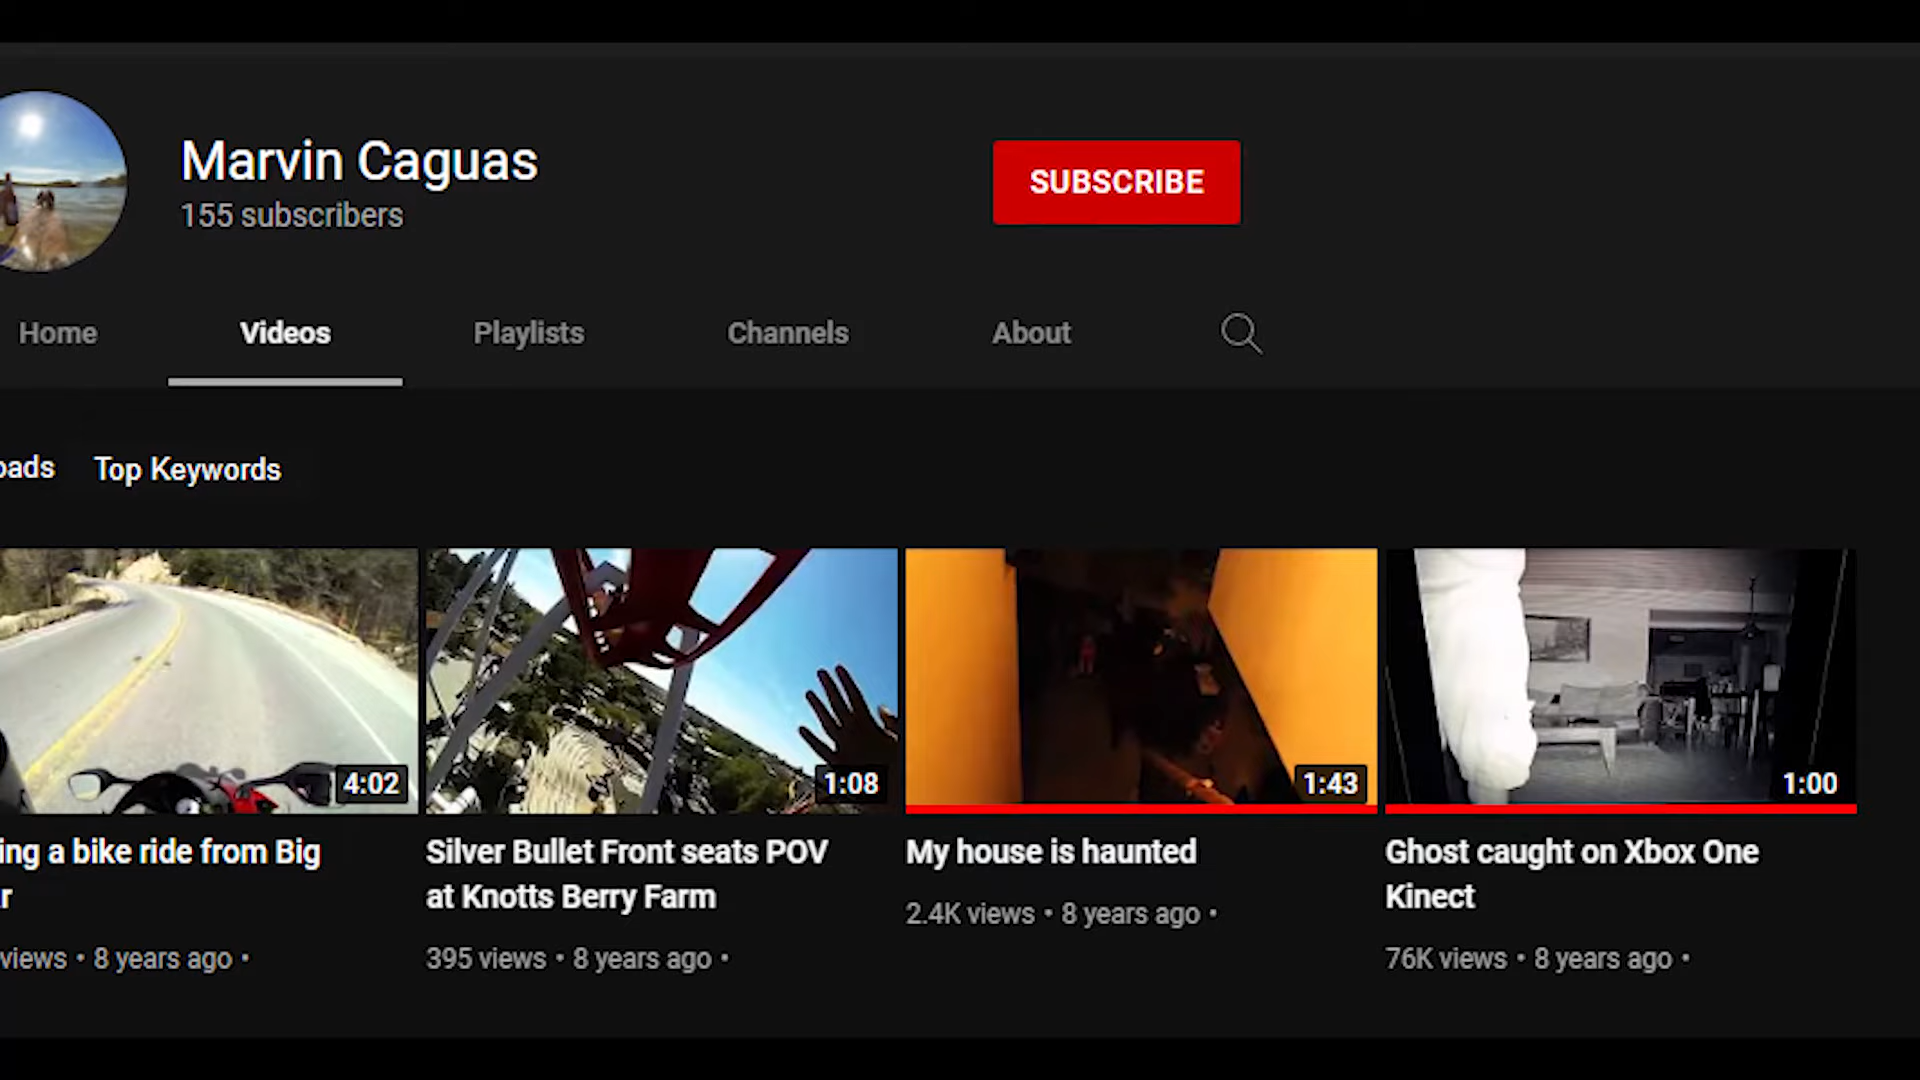 Marvin Caguas
155 subscribers
SUBSCRIBE
Home Videos Playlists Channels About
oads Top Keywords
4:02 1:08 1:43 1:00
ing a bike ride from Big
r
views • 8 years ago •
Silver Bullet Front seats POV
at Knotts Berry Farm
395 views • 8 years ago •
My house is haunted
2.4K views • 8 years ago •
Ghost caught on Xbox One
Kinect
76K views • 8 years ago •